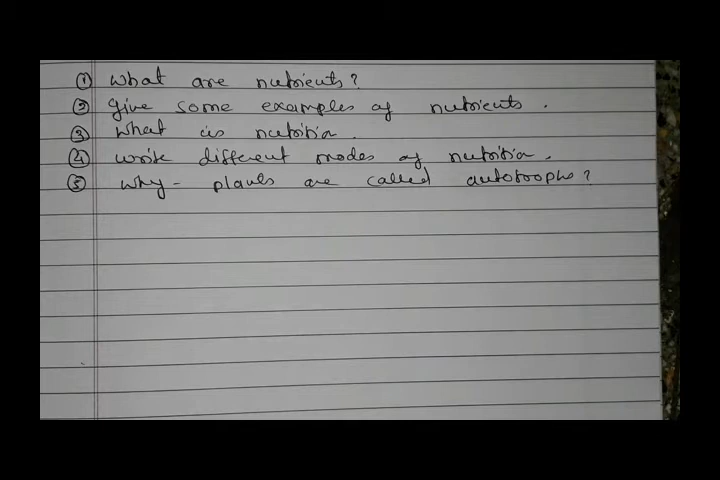 ① What are nutrients?
② Give some examples of nutrients.
③ What is nutrition.
④ Write different modes of nutrition.
⑤ Why - plants are called autotrophs?